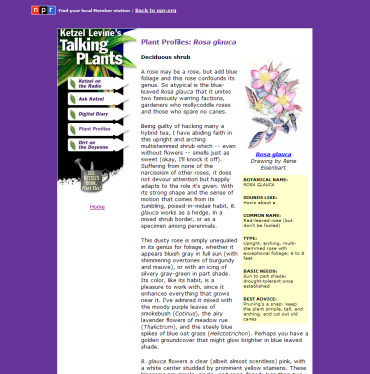 npr Find your local Member station | Back to npr.org
Ketzel Levine's
Talking
Plants
Ketzel on
the Radio
Ask Ketzel
Digital Diary
Plant Profiles
Dirt on
the Doyenne
Home
Plant Profiles: Rosa glauca
Deciduous shrub
A rose may be a rose, but add blue
foliage and this rose confounds its
genus. So atypical is the blue-
leaved Rosa glauca that it unites
two famously warring factions,
gardeners who mollycoddle roses
and those who spare no canes.
Being guilty of hacking many a
hybrid tea, I have abiding faith in
this upright and arching
multistemmed shrub which -- even
without flowers -- smells just as
sweet (okay, I'll knock it off).
Suffering from none of the
narcissism of other roses, it does
not devour attention but happily
adapts to the role it's given. With
its strong shape and the sense of
motion that comes from its
tumbling, poised-in-midair habit, R.
glauca works as a hedge, in a
mixed shrub border, or as a
specimen among perennials.
This dusty rose is simply unequaled
in its genus for foliage, whether it
appears bluish gray in full sun (with
shimmering overtones of burgundy
and mauve), or with an icing of
silvery gray-green in part shade.
Its color, like its habit, is a
pleasure to work with, since it
enhances everything that grows
near it. I've admired it mixed with
the moody purple leaves of
smokebush (Cotinus), the airy
lavender flowers of meadow rue
(Thalictrum), and the steely blue
spikes of blue oat grass (Helictotrichon). Perhaps you have a
golden groundcover that might glow brighter in blue leaved
shade.
R. glauca flowers a clear (albeit almost scentless) pink, with
a white center studded by prominent yellow stamens. These
Rosa glauca
Drawing by Rene
Eisenbart
BOTANICAL NAME:
ROSA GLAUCA
SOUNDS LIKE:
You're about a
COMMON NAME:
Red-leaved rose (but
don't be fooled)
TYPE:
Upright, arching, multi-
stemmed rose with
exceptional foliage; 6 to 8
feet
BASIC NEEDS:
Sun to part shade;
drought-tolerant once
established
BEST ADVICE:
Pruning's a snap: keep
the plant simple, tall, and
arching, and cut out old
canes